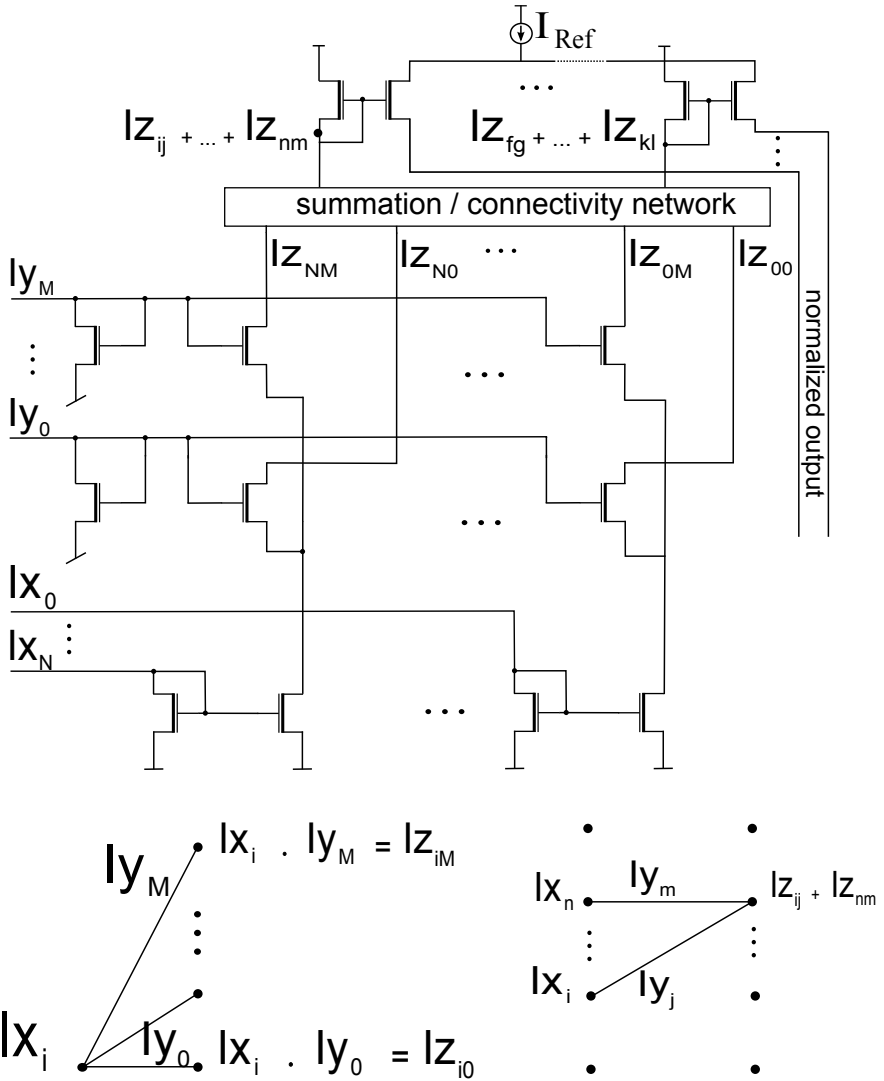 I_Ref
Iz_ij + ... + Iz_nm
Iz_fg + ... + Iz_kl
summation / connectivity network
Iz_NM Iz_N0 Iz_0M Iz_00
Iy_M
Iy_0
normalized output
Ix_0
Ix_N
Iy_M Ix_i . Iy_M = Iz_iM
Ix_i Iy_0 Ix_i . Iy_0 = Iz_i0
Ix_n Iy_m Iz_ij + Iz_nm
Ix_i Iy_j